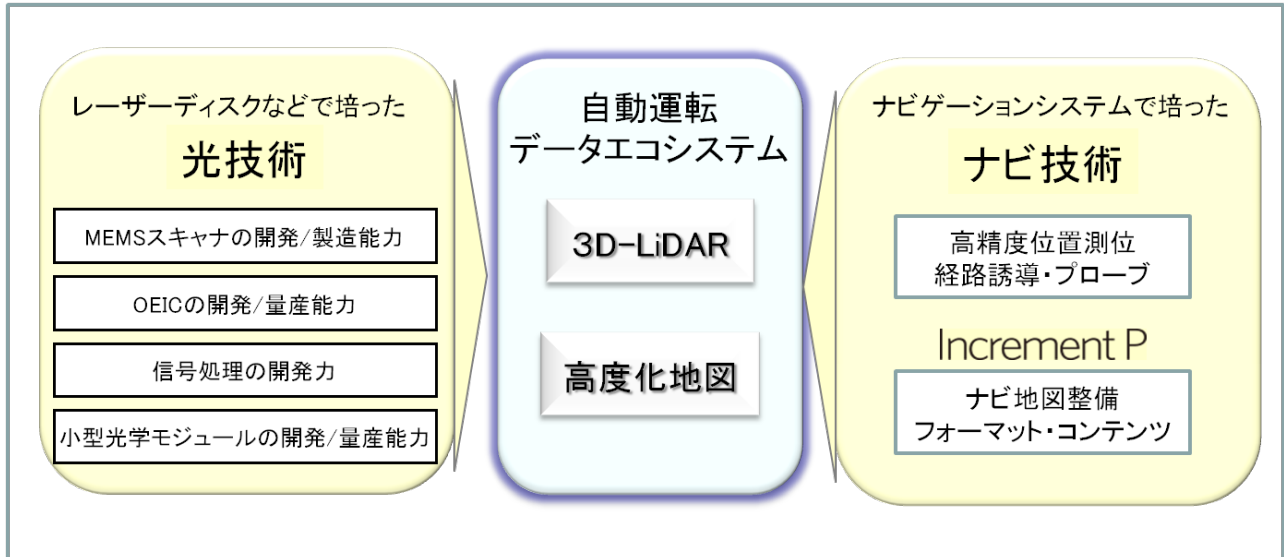 レーザーディスクなどで培った
光技術
MEMSスキャナの開発/製造能力
OEICの開発/量産能力
信号処理の開発力
小型光学モジュールの開発/量産能力
自動運転
データエコシステム
3D-LiDAR
高度化地図
ナビゲーションシステムで培った
ナビ技術
高精度位置測位
経路誘導・プローブ
Increment P
ナビ地図整備
フォーマット・コンテンツ